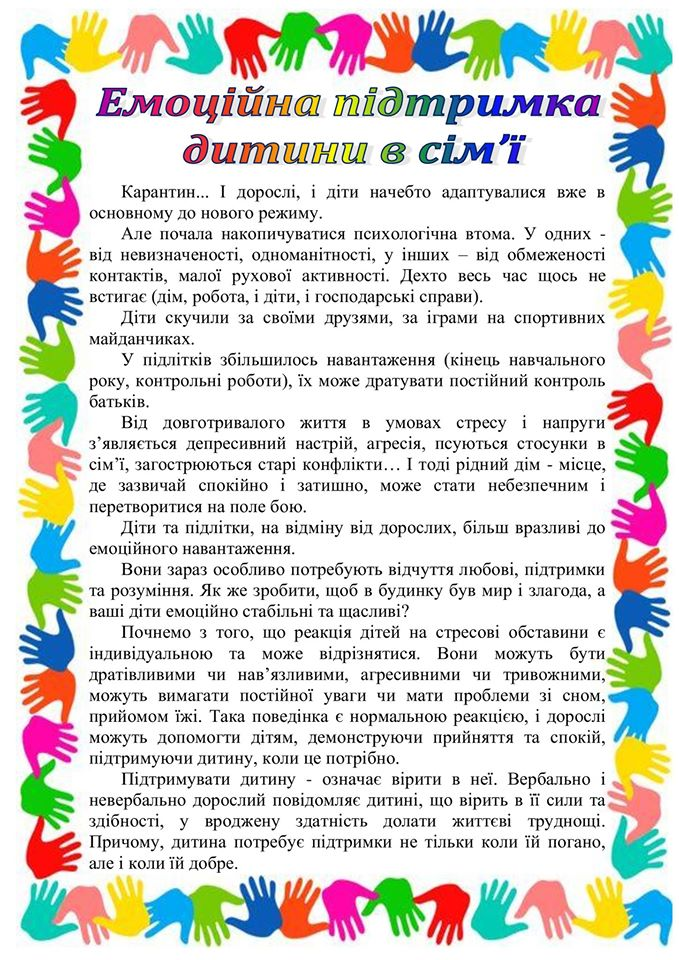 Емоційна підтримка
дитини в сім’ї
Карантин... І дорослі, і діти начебто адаптувалися вже в
основному до нового режиму.
Але почала накопичуватися психологічна втома. У одних -
від невизначеності, одноманітності, у інших – від обмеженості
контактів, малої рухової активності. Дехто весь час щось не
встигає (дім, робота, і діти, і господарські справи).
Діти скучили за своїми друзями, за іграми на спортивних
майданчиках.
У підлітків збільшилось навантаження (кінець навчального
року, контрольні роботи), їх може дратувати постійний контроль
батьків.
Від довготривалого життя в умовах стресу і напруги
з’являється депресивний настрій, агресія, псуються стосунки в
сім’ї, загострюються старі конфлікти… І тоді рідний дім - місце,
де зазвичай спокійно і затишно, може стати небезпечним і
перетворитися на поле бою.
Діти та підлітки, на відміну від дорослих, більш вразливі до
емоційного навантаження.
Вони зараз особливо потребують відчуття любові, підтримки
та розуміння. Як же зробити, щоб в будинку був мир і злагода, а
ваші діти емоційно стабільні та щасливі?
Почнемо з того, що реакція дітей на стресові обставини є
індивідуальною та може відрізнятися. Вони можуть бути
дратівливими чи нав’язливими, агресивними чи тривожними,
можуть вимагати постійної уваги чи мати проблеми зі сном,
прийомом їжі. Така поведінка є нормальною реакцією, і дорослі
можуть допомогти дітям, демонструючи прийняття та спокій,
підтримуючи дитину, коли це потрібно.
Підтримувати дитину - означає вірити в неї. Вербально і
невербально дорослий повідомляє дитині, що вірить в її сили та
здібності, у вроджену здатність долати життєві труднощі.
Причому, дитина потребує підтримки не тільки коли їй погано,
але і коли їй добре.